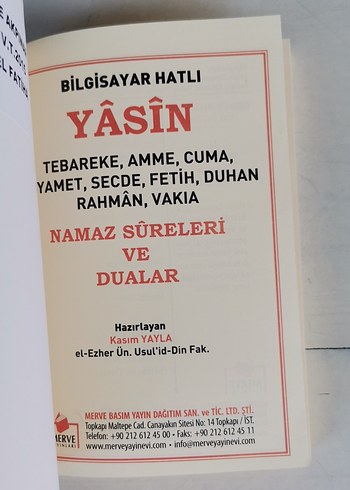 BİLGİSAYAR HATLI
YÂSÎN
TEBAREKE, AMME, CUMA,
YAMET, SECDE, FETİH, DUHAN
RAHMÂN, VAKIA
NAMAZ SÛRELERİ
VE
DUALAR
Hazırlayan
Kasım YAYLA
el-Ezher Ün. Usul'id-Din Fak.
MERVE
MERVE BASIM YAYIN DAĞITIM SAN. ve TİC. LTD. ŞTİ.
Topkapı Maltepe Cad. Canayakın Sitesi No: 14 Topkapı / İST.
Telefon: +90 212 612 45 00 • Faks: +90 212 612 45 11
www.merveyayinevi.com • info@merveyayinevi.com